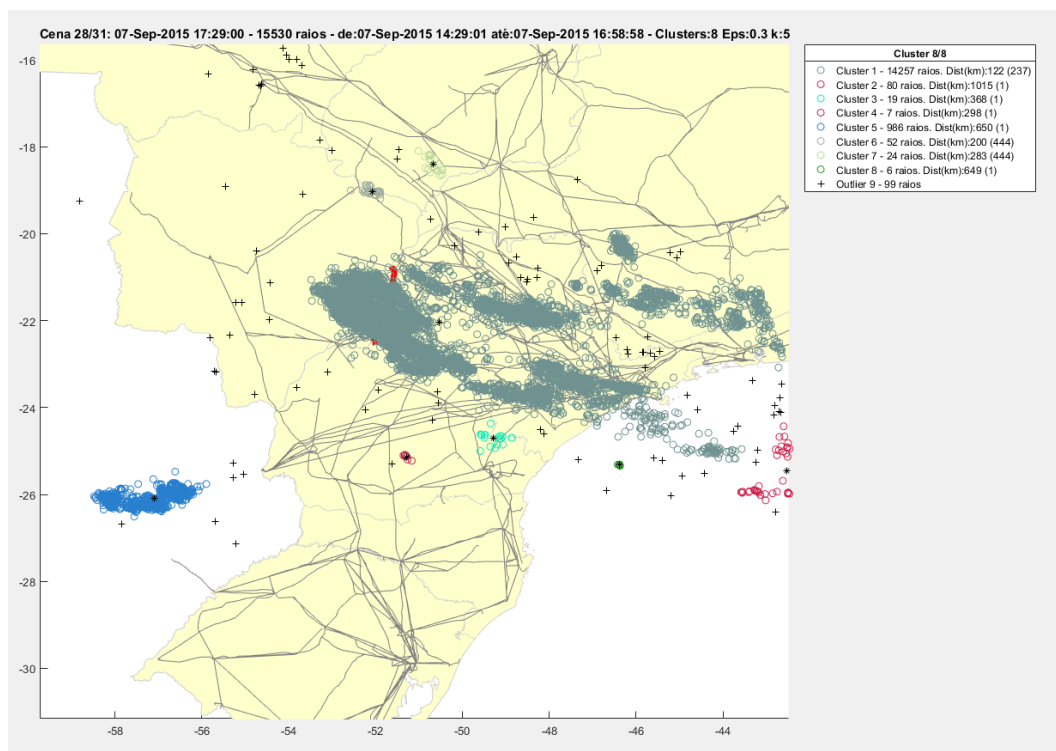 Cena 28/31: 07-Sep-2015 17:29:00 - 15530 raios - de:07-Sep-2015 14:29:01 até:07-Sep-2015 16:58:58 - Clusters:8 Eps:0.3 k:5
Cluster 8/8
Cluster 1 - 14257 raios. Dist(km):122 (237)
Cluster 2 - 80 raios. Dist(km):1015 (1)
Cluster 3 - 19 raios. Dist(km):368 (1)
Cluster 4 - 7 raios. Dist(km):298 (1)
Cluster 5 - 986 raios. Dist(km):650 (1)
Cluster 6 - 52 raios. Dist(km):200 (444)
Cluster 7 - 24 raios. Dist(km):283 (444)
Cluster 8 - 6 raios. Dist(km):649 (1)
Outlier 9 - 99 raios
-16
-18
-20
-22
-24
-26
-28
-30
-58 -56 -54 -52 -50 -48 -46 -44